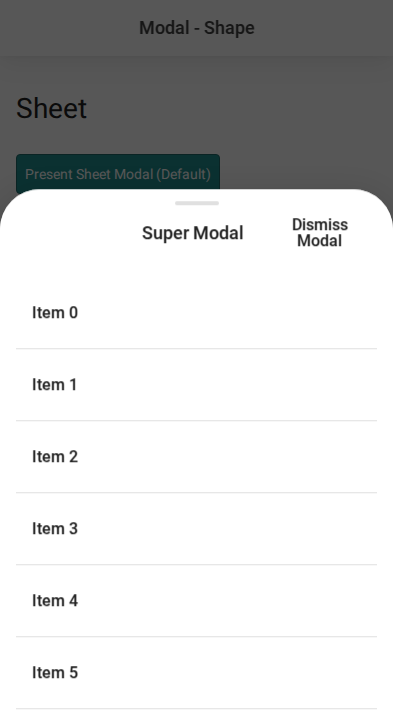 Modal - Shape
Sheet
Present Sheet Modal (Default)
Super Modal
Dismiss
Modal
Item 0
Item 1
Item 2
Item 3
Item 4
Item 5